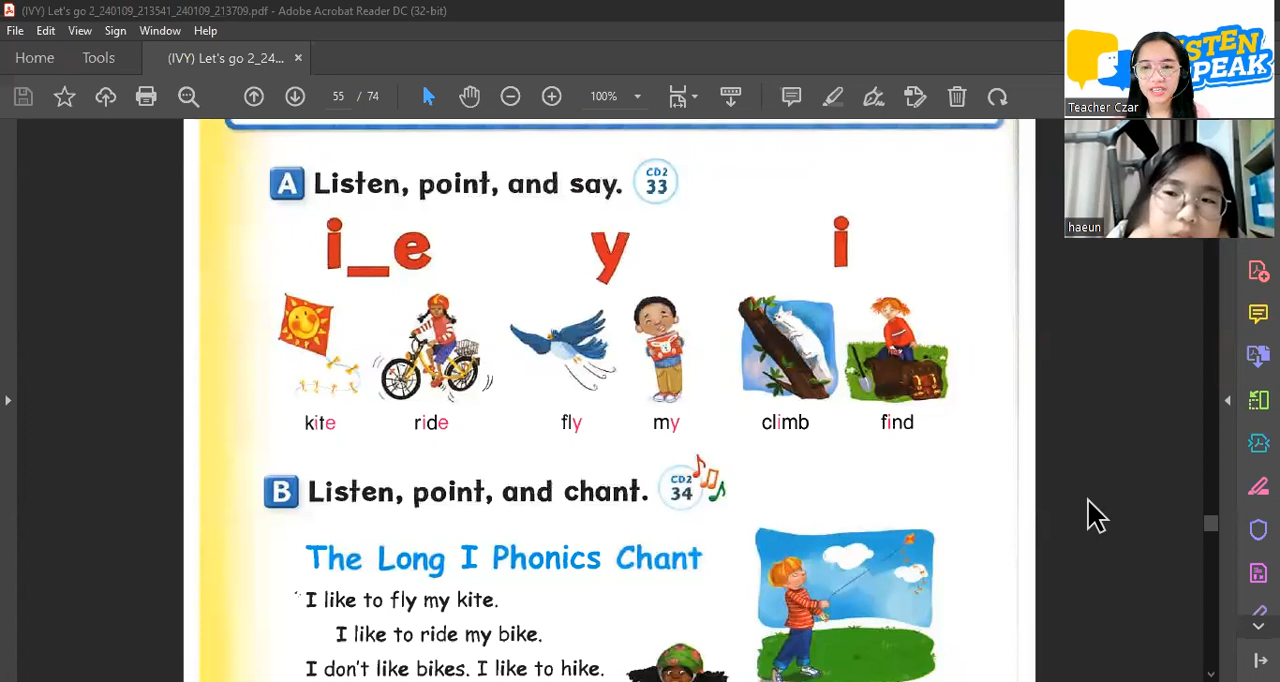 (IVY) Let's go 2_240109_213541_240109_213709.pdf - Adobe Acrobat Reader DC (32-bit)
File Edit View Sign Window Help
Home Tools (IVY) Let's go 2_24... ×
55 / 74 100%
LISTEN
SPEAK
Teacher Czar
haeun
A Listen, point, and say. CD2 33
i_e y i
kite ride fly my climb find
B Listen, point, and chant. CD2 34
The Long I Phonics Chant
I like to fly my kite.
I like to ride my bike.
I don't like bikes. I like to hike.